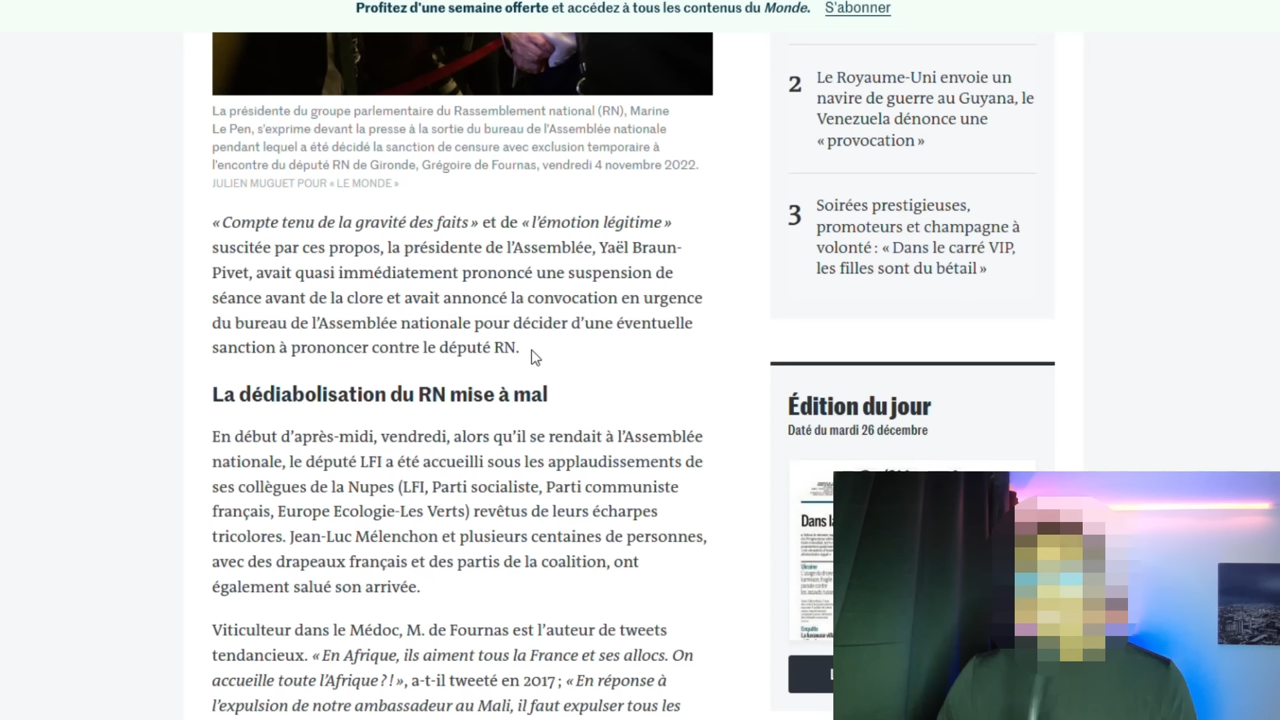 Profitez d'une semaine offerte et accédez à tous les contenus du Monde. S'abonner
La présidente du groupe parlementaire du Rassemblement national (RN), Marine
Le Pen, s'exprime devant la presse à la sortie du bureau de l'Assemblée nationale
pendant lequel a été décidé la sanction de censure avec exclusion temporaire à
l'encontre du député RN de Gironde, Grégoire de Fournas, vendredi 4 novembre 2022.
JULIEN MUGUET POUR « LE MONDE »
« Compte tenu de la gravité des faits » et de « l'émotion légitime »
suscitée par ces propos, la présidente de l'Assemblée, Yaël Braun-
Pivet, avait quasi immédiatement prononcé une suspension de
séance avant de la clore et avait annoncé la convocation en urgence
du bureau de l'Assemblée nationale pour décider d'une éventuelle
sanction à prononcer contre le député RN.
La dédiabolisation du RN mise à mal
En début d'après-midi, vendredi, alors qu'il se rendait à l'Assemblée
nationale, le député LFI a été accueilli sous les applaudissements de
ses collègues de la Nupes (LFI, Parti socialiste, Parti communiste
français, Europe Ecologie-Les Verts) revêtus de leurs écharpes
tricolores. Jean-Luc Mélenchon et plusieurs centaines de personnes,
avec des drapeaux français et des partis de la coalition, ont
également salué son arrivée.
Viticulteur dans le Médoc, M. de Fournas est l'auteur de tweets
tendancieux. « En Afrique, ils aiment tous la France et ses allocs. On
accueille toute l'Afrique ? ! », a-t-il tweeté en 2017 ; « En réponse à
l'expulsion de notre ambassadeur au Mali, il faut expulser tous les
2
Le Royaume-Uni envoie un
navire de guerre au Guyana, le
Venezuela dénonce une
« provocation »
3
Soirées prestigieuses,
promoteurs et champagne à
volonté : « Dans le carré VIP,
les filles sont du bétail »
Édition du jour
Daté du mardi 26 décembre
Dans